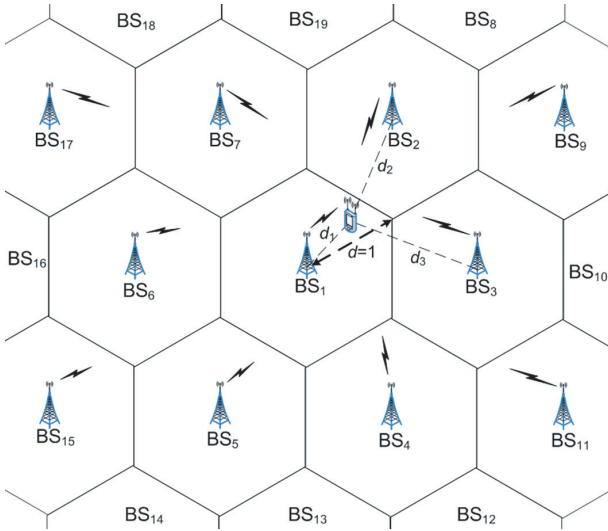 BS₁₈
BS₁₉
BS₈
BS₁₇
BS₇
BS₂
BS₉
d₂
d₁
d=1
d₃
BS₁₆
BS₆
BS₁
BS₃
BS₁₀
BS₁₅
BS₅
BS₄
BS₁₁
BS₁₄
BS₁₃
BS₁₂